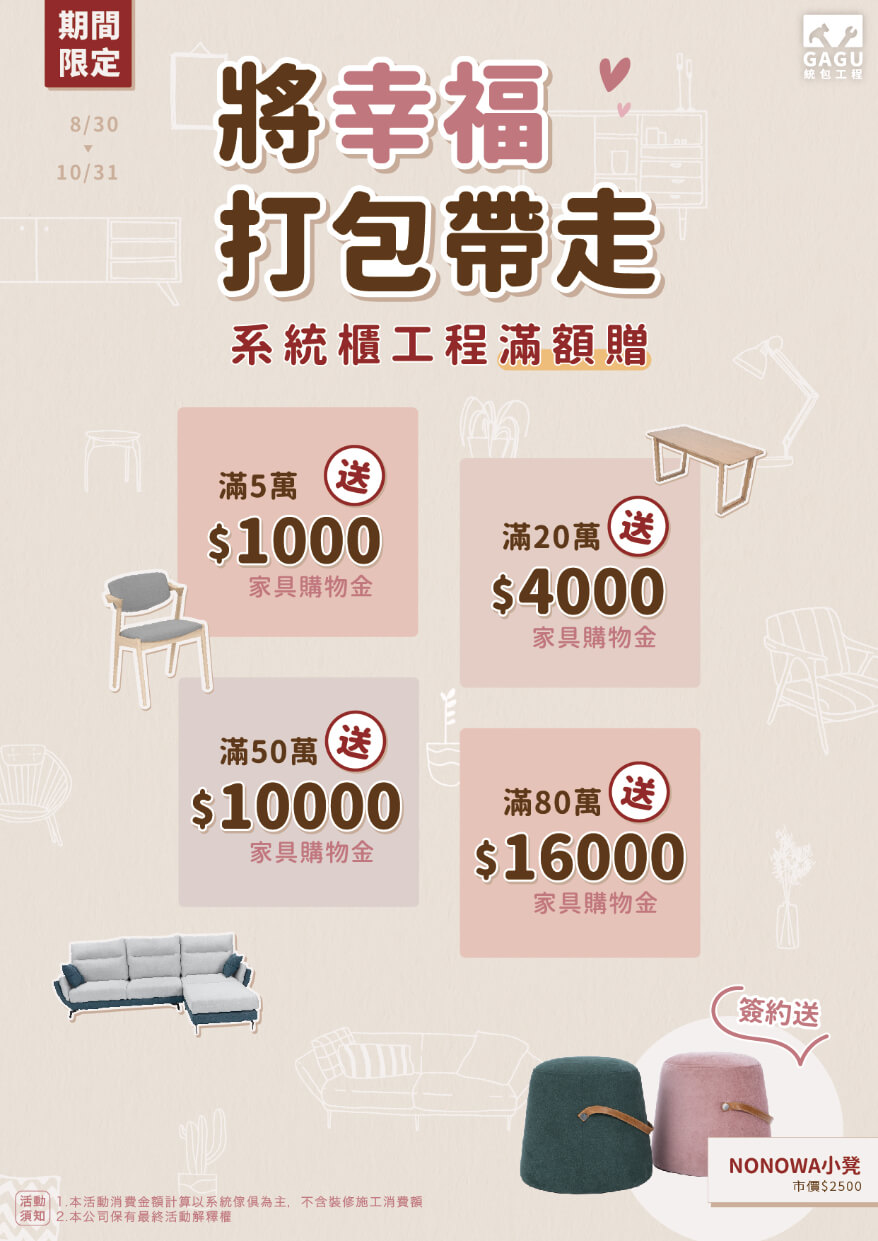 期間
限定
8/30
▼
10/31
GAGU
統包工程
將幸福
打包帶走
系統櫃工程滿額贈
滿5萬 送
$1000
家具購物金
滿20萬 送
$4000
家具購物金
滿50萬 送
$10000
家具購物金
滿80萬 送
$16000
家具購物金
簽約送
NONOWA小凳
市價$2500
活動須知
1.本活動消費金額計算以系統傢俱為主，不含裝修施工消費額
2.本公司保有最終活動解釋權